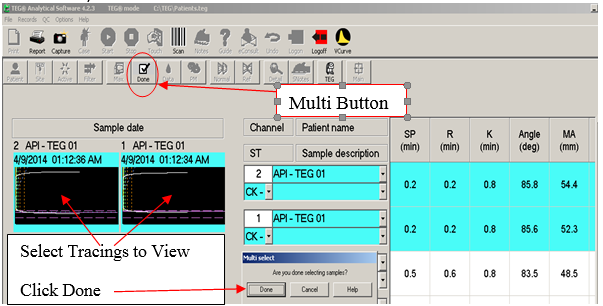 TEG® Analytical Software 4.2.3 TEG® mode C:\TEG\Patients.teg
File Records QC Options Help
Print Report Capture Case Start Stop Touch Scan Notes Guide eConsult Undo Logon Logoff VCurve
Patient Site Active Filter Max Done Data PM Normal Detail SNotes TEG Main
Multi Button
Sample date
2 API - TEG 01 1 API - TEG 01
4/9/2014 01:12:36 AM 4/9/2014 01:12:34 AM
Channel Patient name
ST Sample description
2 API - TEG 01
CK -
1 API - TEG 01
CK -
SP (min) R (min) K (min) Angle (deg) MA (mm)
0.2 0.2 0.8 85.8 54.4
0.2 0.2 0.8 85.6 52.3
0.5 0.6 0.8 83.5 48.5
Select Tracings to View
Click Done
Multi select
Are you done selecting samples?
Done Cancel Help